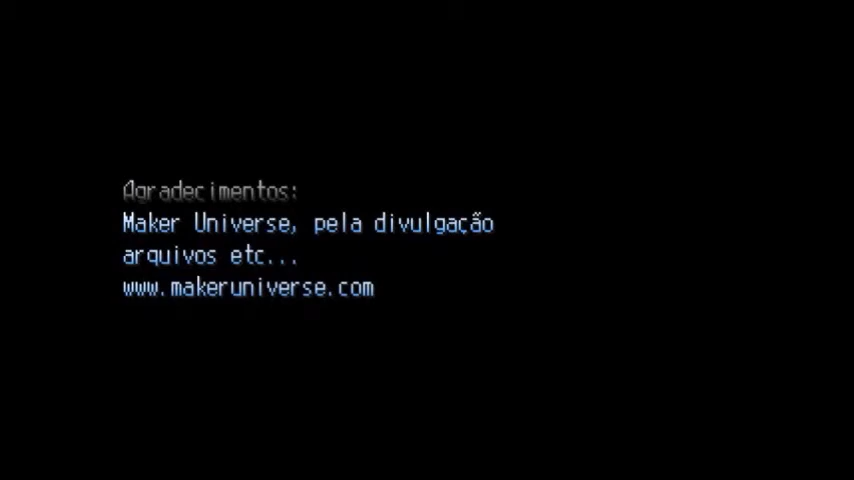 Agradecimentos:
Maker Universe, pela divulgação
arquivos etc...
www.makeruniverse.com